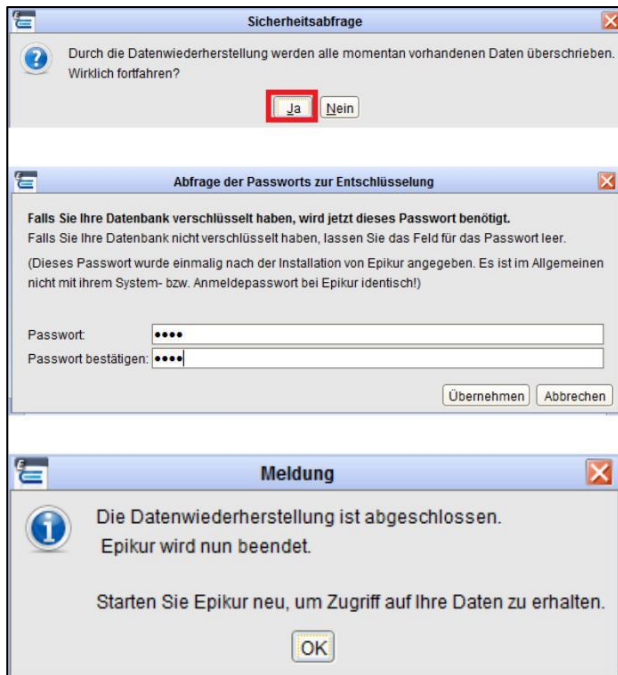 Sicherheitsabfrage
Durch die Datenwiederherstellung werden alle momentan vorhandenen Daten überschrieben.
Wirklich fortfahren?
Ja Nein
Abfrage der Passworts zur Entschlüsselung
Falls Sie Ihre Datenbank verschlüsselt haben, wird jetzt dieses Passwort benötigt.
Falls Sie Ihre Datenbank nicht verschlüsselt haben, lassen Sie das Feld für das Passwort leer.
(Dieses Passwort wurde einmalig nach der Installation von Epikur angegeben. Es ist im Allgemeinen
nicht mit ihrem System- bzw. Anmeldepasswort bei Epikur identisch!)
Passwort: ••••
Passwort bestätigen: ••••
Übernehmen Abbrechen
Meldung
Die Datenwiederherstellung ist abgeschlossen.
Epikur wird nun beendet.
Starten Sie Epikur neu, um Zugriff auf Ihre Daten zu erhalten.
OK